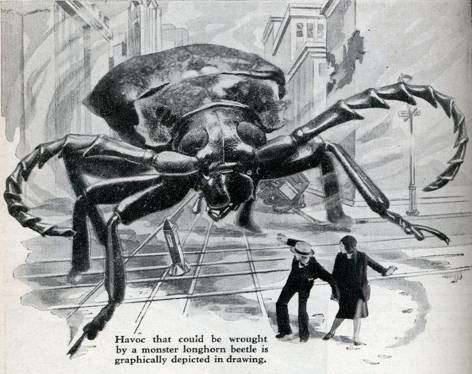 Havoc that could be wrought
by a monster longhorn beetle is
graphically depicted in drawing.